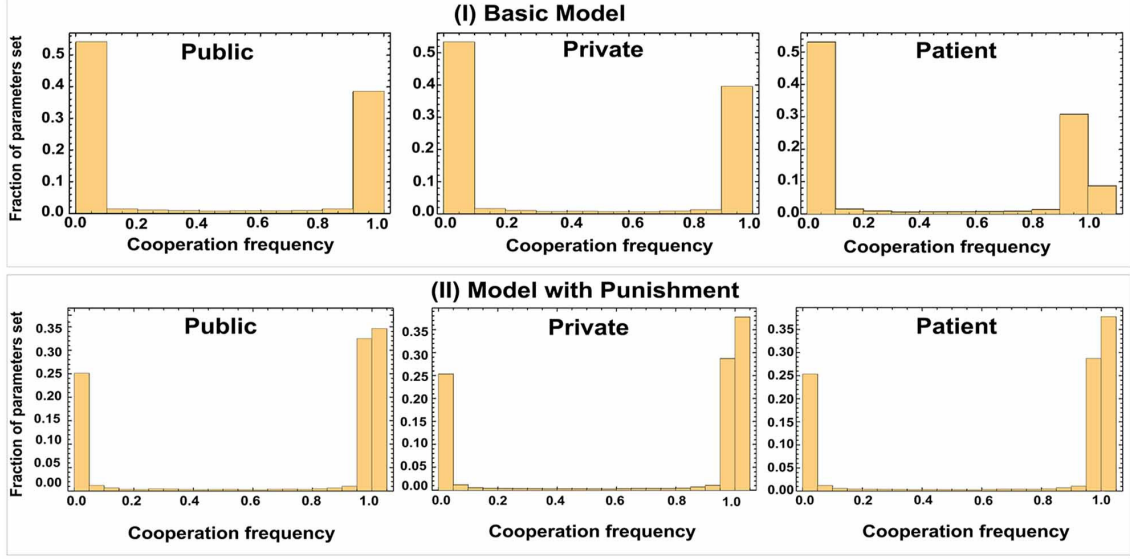 (I) Basic Model
Public
Private
Patient
Fraction of parameters set
0.5
0.4
0.3
0.2
0.1
0.0
0.0 0.2 0.4 0.6 0.8 1.0
Cooperation frequency
0.5
0.4
0.3
0.2
0.1
0.0
0.0 0.2 0.4 0.6 0.8 1.0
Cooperation frequency
0.5
0.4
0.3
0.2
0.1
0.0
0.0 0.2 0.4 0.6 0.8 1.0
Cooperation frequency
(II) Model with Punishment
Public
Private
Patient
Fraction of parameters set
0.35
0.30
0.25
0.20
0.15
0.10
0.05
0.00
0.0 0.2 0.4 0.6 0.8 1.0
Cooperation frequency
0.35
0.30
0.25
0.20
0.15
0.10
0.05
0.00
0.0 0.2 0.4 0.6 0.8 1.0
Cooperation frequency
0.35
0.30
0.25
0.20
0.15
0.10
0.05
0.00
0.0 0.2 0.4 0.6 0.8 1.0
Cooperation frequency